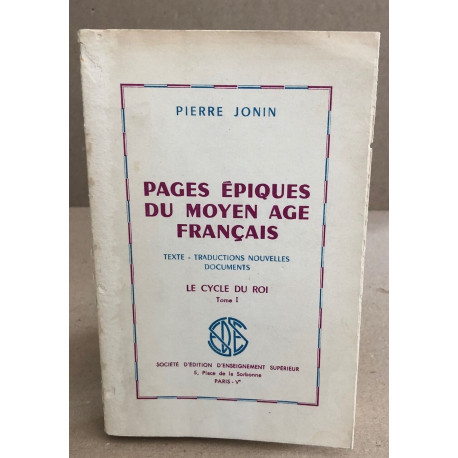 PIERRE JONIN
PAGES ÉPIQUES
DU MOYEN AGE
FRANÇAIS
TEXTE - TRADUCTIONS NOUVELLES
DOCUMENTS
LE CYCLE DU ROI
Tome I
SEDES
SOCIÉTÉ D'ÉDITION D'ENSEIGNEMENT SUPÉRIEUR
5, Place de la Sorbonne
PARIS - Vᵉ